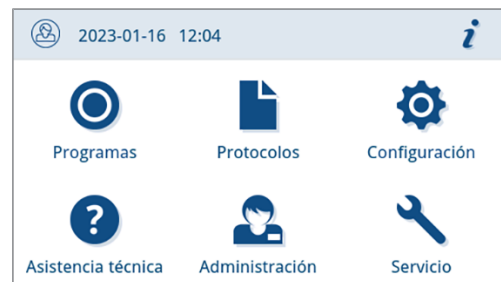 2023-01-16 12:04
Programas Protocolos Configuración
Asistencia técnica Administración Servicio